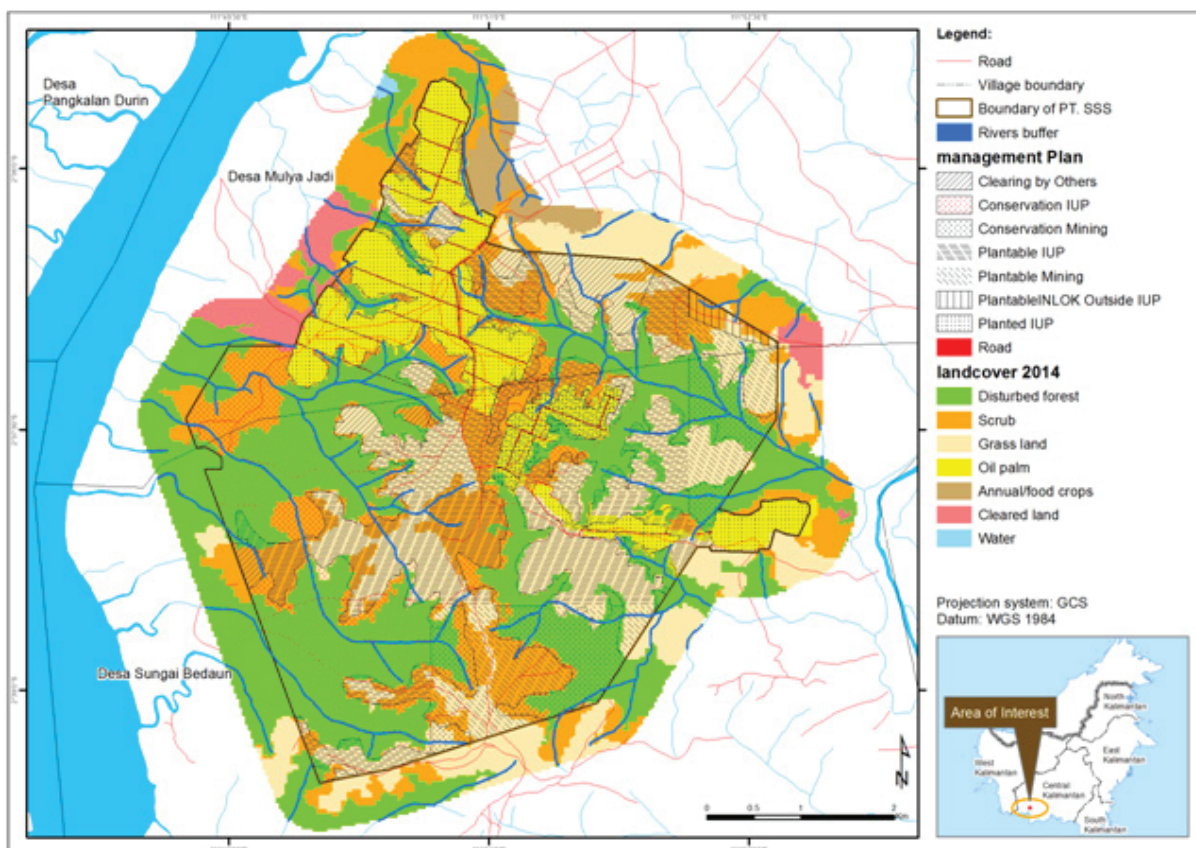 Desa
Pangkalan Durin
Desa Mulya Jadi
Desa Sungai Bedaun
0 0.5 1 2
Km
N
Legend:
Road
Village boundary
Boundary of PT. SSS
Rivers buffer
management Plan
Clearing by Others
Conservation IUP
Conservation Mining
Plantable IUP
Plantable Mining
PlantableINLOK Outside IUP
Planted IUP
Road
landcover 2014
Disturbed forest
Scrub
Grass land
Oil palm
Annual/food crops
Cleared land
Water
Projection system: GCS
Datum: WGS 1984
Area of Interest
North
Kalimantan
East
Kalimantan
West
Kalimantan
Central
Kalimantan
South
Kalimantan